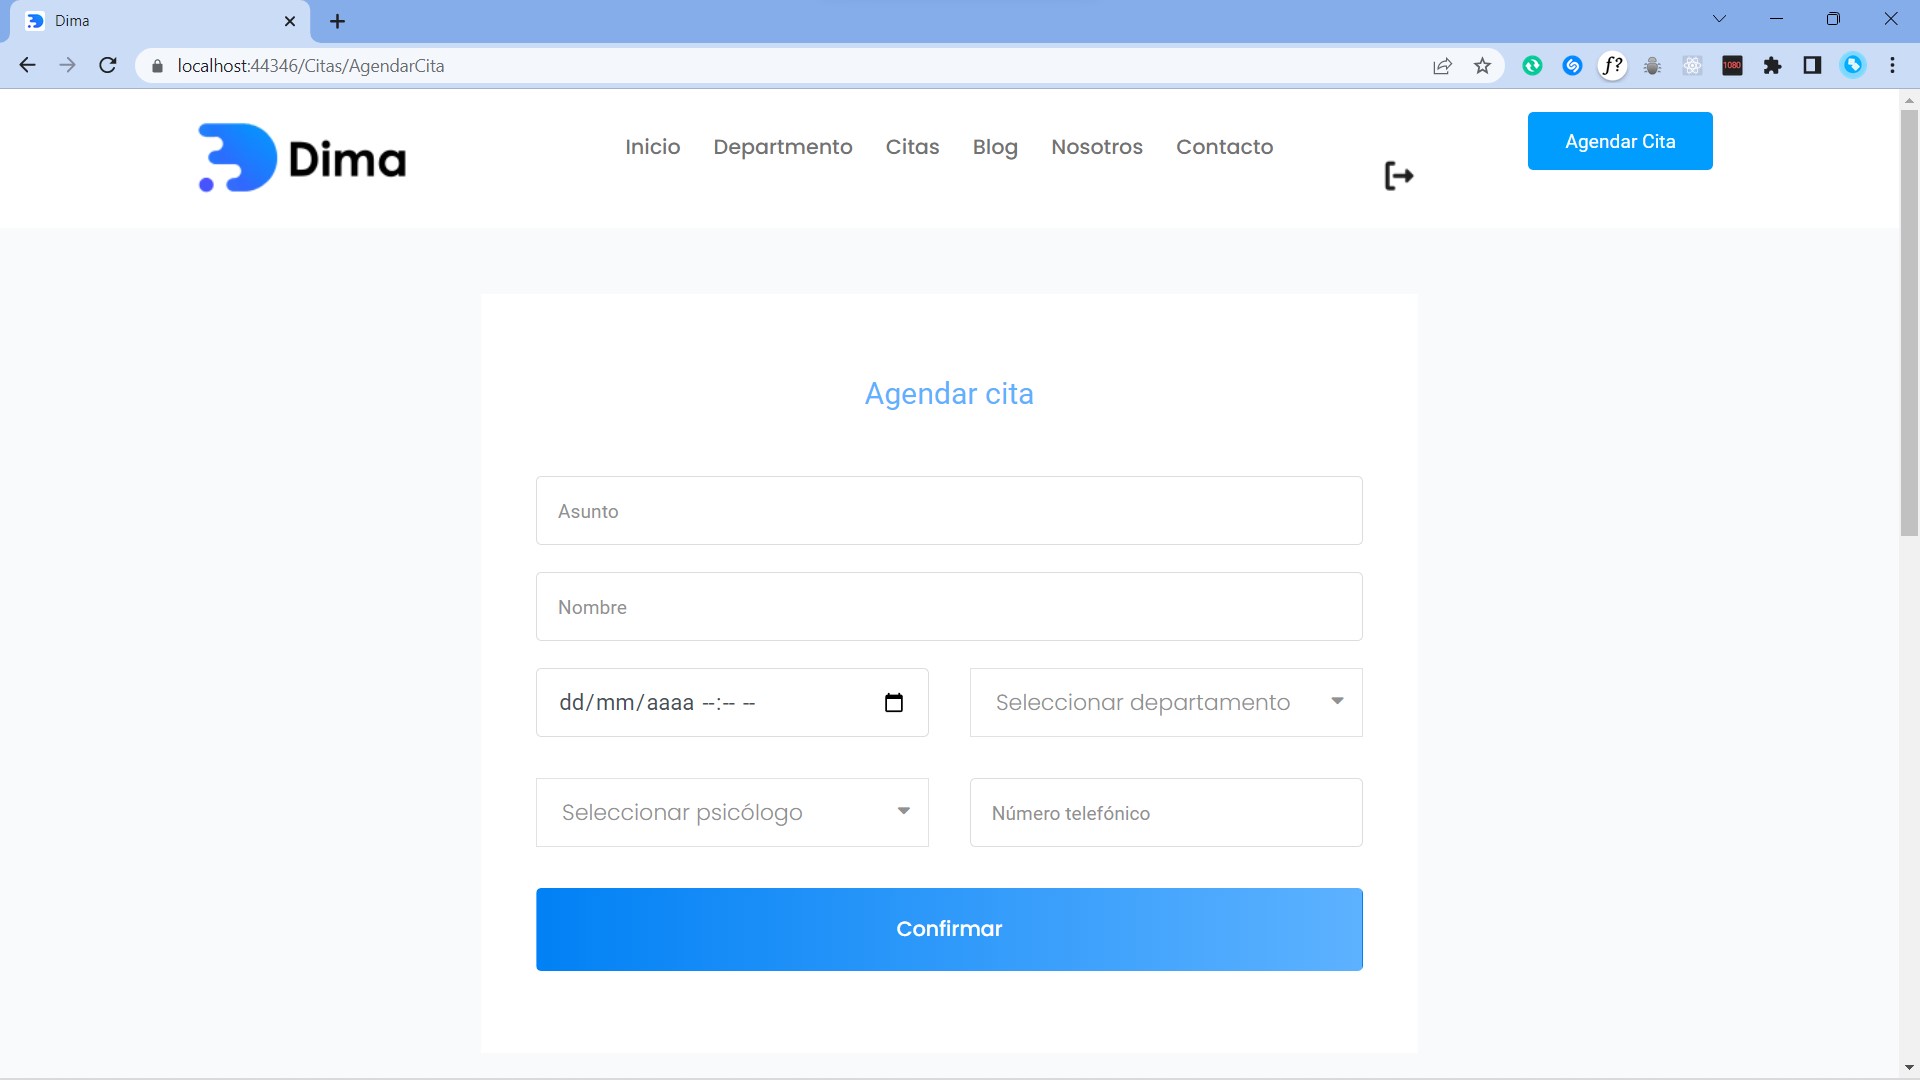 Dima
localhost:44346/Citas/AgendarCita
f?
1080
Dima
Inicio Departmento Citas Blog Nosotros Contacto
Agendar Cita
Agendar cita
Asunto
Nombre
dd/mm/aaaa --:-- --
Seleccionar departamento
Seleccionar psicólogo
Número telefónico
Confirmar